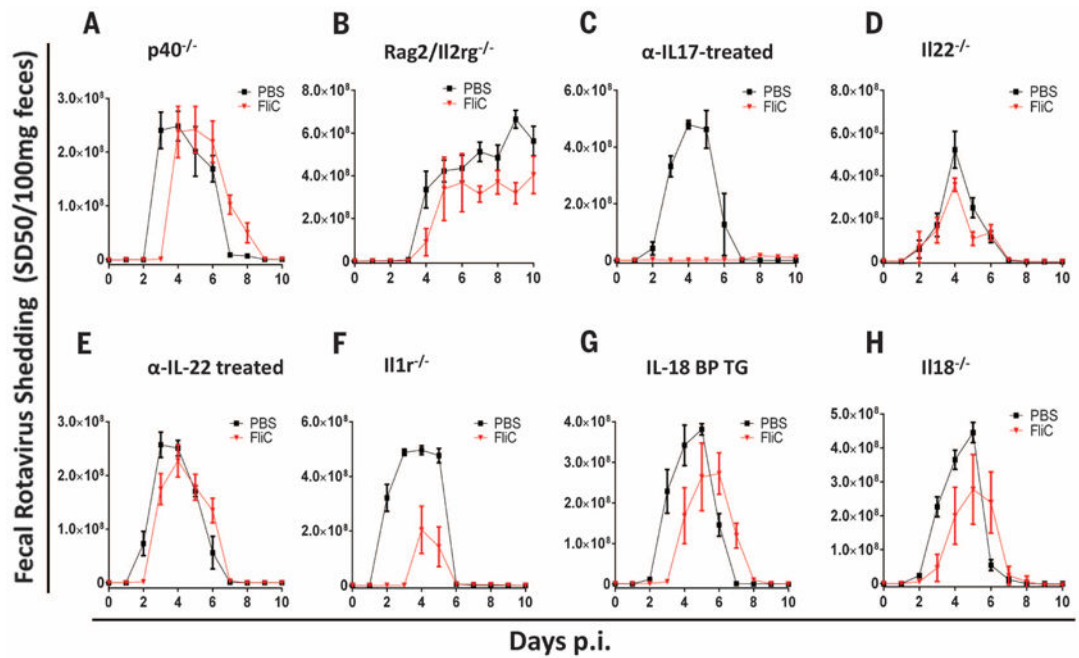 Fecal Rotavirus Shedding (SD50/100mg feces)
A
p40-/-
PBS
FliC
3.0×10⁸
2.0×10⁸
1.0×10⁸
0
0 2 4 6 8 10
B
Rag2/Il2rg-/-
PBS
FliC
8.0×10⁸
6.0×10⁸
4.0×10⁸
2.0×10⁸
0
0 2 4 6 8 10
C
α-IL17-treated
PBS
FliC
6.0×10⁸
4.0×10⁸
2.0×10⁸
0
0 2 4 6 8 10
D
Il22-/-
PBS
FliC
8.0×10⁸
6.0×10⁸
4.0×10⁸
2.0×10⁸
0
0 2 4 6 8 10
E
α-IL-22 treated
PBS
FliC
3.0×10⁸
2.0×10⁸
1.0×10⁸
0
0 2 4 6 8 10
F
Il1r-/-
PBS
FliC
6.0×10⁸
4.0×10⁸
2.0×10⁸
0
0 2 4 6 8 10
G
IL-18 BP TG
PBS
FliC
4.0×10⁸
3.0×10⁸
2.0×10⁸
1.0×10⁸
0
0 2 4 6 8 10
H
Il18-/-
PBS
FliC
5.0×10⁸
4.0×10⁸
3.0×10⁸
2.0×10⁸
1.0×10⁸
0
0 2 4 6 8 10
Days p.i.